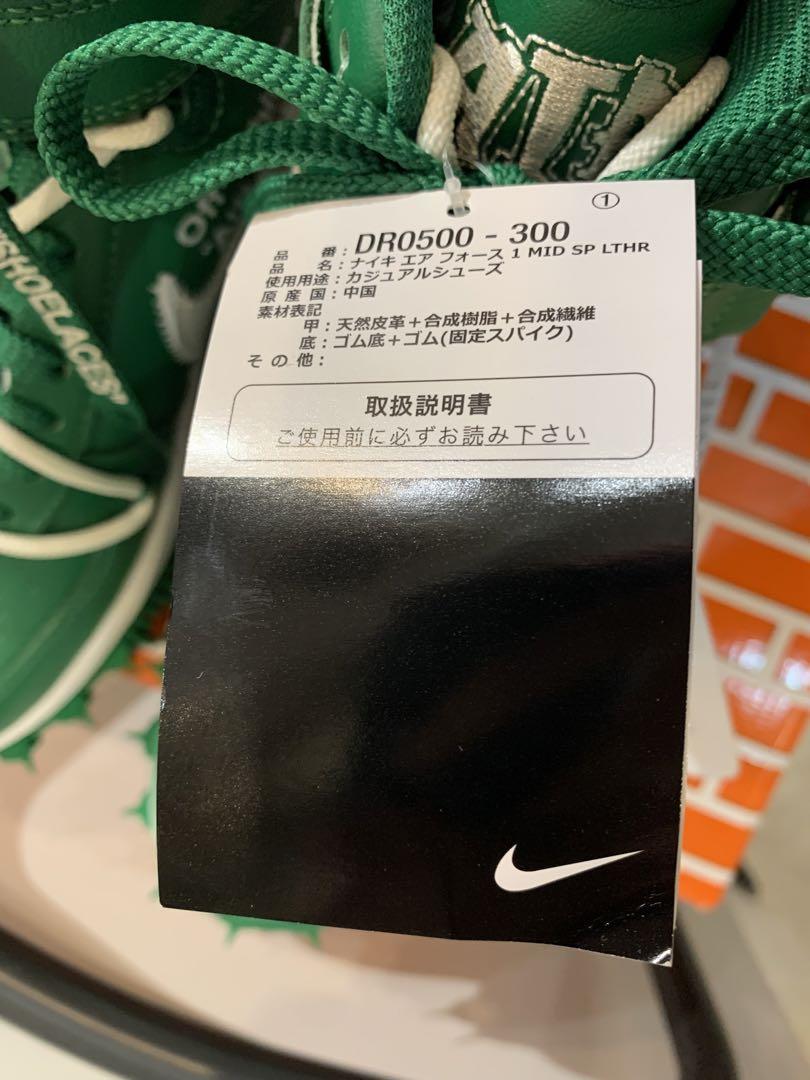 ①
品番：DR0500 - 300
品名：ナイキ エア フォース 1 MID SP LTHR
使用用途：カジュアルシューズ
原産国：中国
素材表記
甲：天然皮革＋合成樹脂＋合成繊維
底：ゴム底＋ゴム(固定スパイク)
その他：
取扱説明書
ご使用前に必ずお読み下さい
SHOELACES"